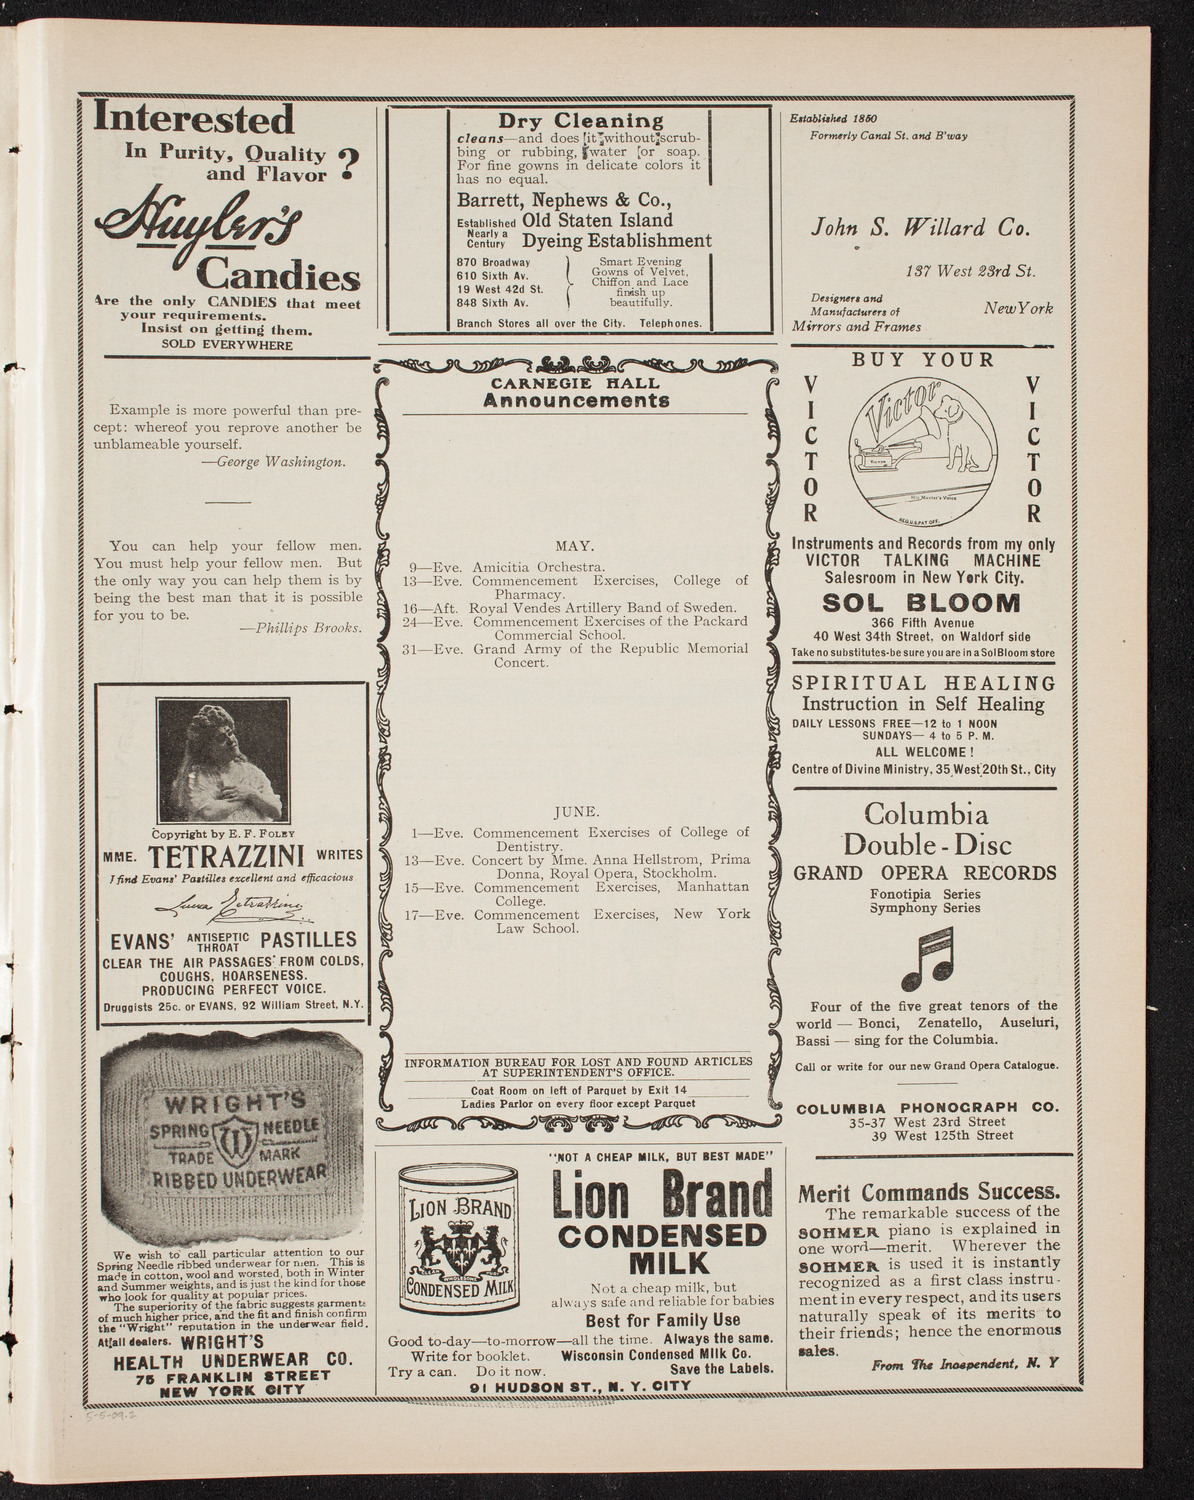 Interested
In Purity, Quality
and Flavor ?
Huyler's
Candies
Are the only CANDIES that meet
your requirements.
Insist on getting them.
SOLD EVERYWHERE
Example is more powerful than pre-
cept: whereof you reprove another be
unblameable yourself.
—George Washington.
You can help your fellow men.
You must help your fellow men. But
the only way you can help them is by
being the best man that it is possible
for you to be.
—Phillips Brooks.
Copyright by E. F. FOLEY
MME. TETRAZZINI WRITES
I find Evans' Pastilles excellent and efficacious
Luisa Tetrazzini
EVANS' ANTISEPTIC THROAT PASTILLES
CLEAR THE AIR PASSAGES FROM COLDS,
COUGHS, HOARSENESS.
PRODUCING PERFECT VOICE.
Druggists 25c. or EVANS, 92 William Street, N.Y.
WRIGHT'S
SPRING NEEDLE
W
TRADE MARK
RIBBED UNDERWEAR
We wish to call particular attention to our
Spring Needle ribbed underwear for men. This is
made in cotton, wool and worsted, both in Winter
and Summer weights, and is just the kind for those
who look for quality at popular prices.
The superiority of the fabric suggests garments
of much higher price, and the fit and finish confirm
the "Wright" reputation in the underwear field.
At all dealers. WRIGHT'S
HEALTH UNDERWEAR CO.
75 FRANKLIN STREET
NEW YORK CITY
5-5-09.2
Dry Cleaning
cleans—and does it without scrub-
bing or rubbing, water or soap.
For fine gowns in delicate colors it
has no equal.
Barrett, Nephews & Co.,
Established Nearly a Century
Old Staten Island
Dyeing Establishment
870 Broadway
610 Sixth Av.
19 West 42d St.
848 Sixth Av.
Smart Evening
Gowns of Velvet,
Chiffon and Lace
finish up
beautifully.
Branch Stores all over the City. Telephones.
CARNEGIE HALL
Announcements
MAY.
9—Eve. Amicitia Orchestra.
13—Eve. Commencement Exercises, College of
Pharmacy.
16—Aft. Royal Vendes Artillery Band of Sweden.
24—Eve. Commencement Exercises of the Packard
Commercial School.
31—Eve. Grand Army of the Republic Memorial
Concert.
JUNE.
1—Eve. Commencement Exercises of College of
Dentistry.
13—Eve. Concert by Mme. Anna Hellstrom, Prima
Donna, Royal Opera, Stockholm.
15—Eve. Commencement Exercises, Manhattan
College.
17—Eve. Commencement Exercises, New York
Law School.
INFORMATION BUREAU FOR LOST AND FOUND ARTICLES
AT SUPERINTENDENT'S OFFICE.
Coat Room on left of Parquet by Exit 14
Ladies Parlor on every floor except Parquet
LION BRAND
CONDENSED MILK
"NOT A CHEAP MILK, BUT BEST MADE"
Lion Brand
CONDENSED
MILK
Not a cheap milk, but
always safe and reliable for babies
Best for Family Use
Good to-day—to-morrow—all the time. Always the same.
Write for booklet. Wisconsin Condensed Milk Co.
Try a can. Do it now. Save the Labels.
91 HUDSON ST., N. Y. CITY
Established 1860
Formerly Canal St. and B'way
John S. Willard Co.
137 West 23rd St.
Designers and
Manufacturers of
New York
Mirrors and Frames
BUY YOUR
VICTOR
VICTOR
Victor
His Master's Voice
REG.U.S.PAT.OFF.
Instruments and Records from my only
VICTOR TALKING MACHINE
Salesroom in New York City.
SOL BLOOM
366 Fifth Avenue
40 West 34th Street, on Waldorf side
Take no substitutes-be sure you are in a Sol Bloom store
SPIRITUAL HEALING
Instruction in Self Healing
DAILY LESSONS FREE—12 to 1 NOON
SUNDAYS— 4 to 5 P. M.
ALL WELCOME !
Centre of Divine Ministry, 35 West 20th St., City
Columbia
Double-Disc
GRAND OPERA RECORDS
Fonotipia Series
Symphony Series
Four of the five great tenors of the
world — Bonci, Zenatello, Auseluri,
Bassi — sing for the Columbia.
Call or write for our new Grand Opera Catalogue.
COLUMBIA PHONOGRAPH CO.
35-37 West 23rd Street
39 West 125th Street
Merit Commands Success.
The remarkable success of the
SOHMER piano is explained in
one word—merit. Wherever the
SOHMER is used it is instantly
recognized as a first class instru-
ment in every respect, and its users
naturally speak of its merits to
their friends; hence the enormous
sales.
From The Independent, N. Y